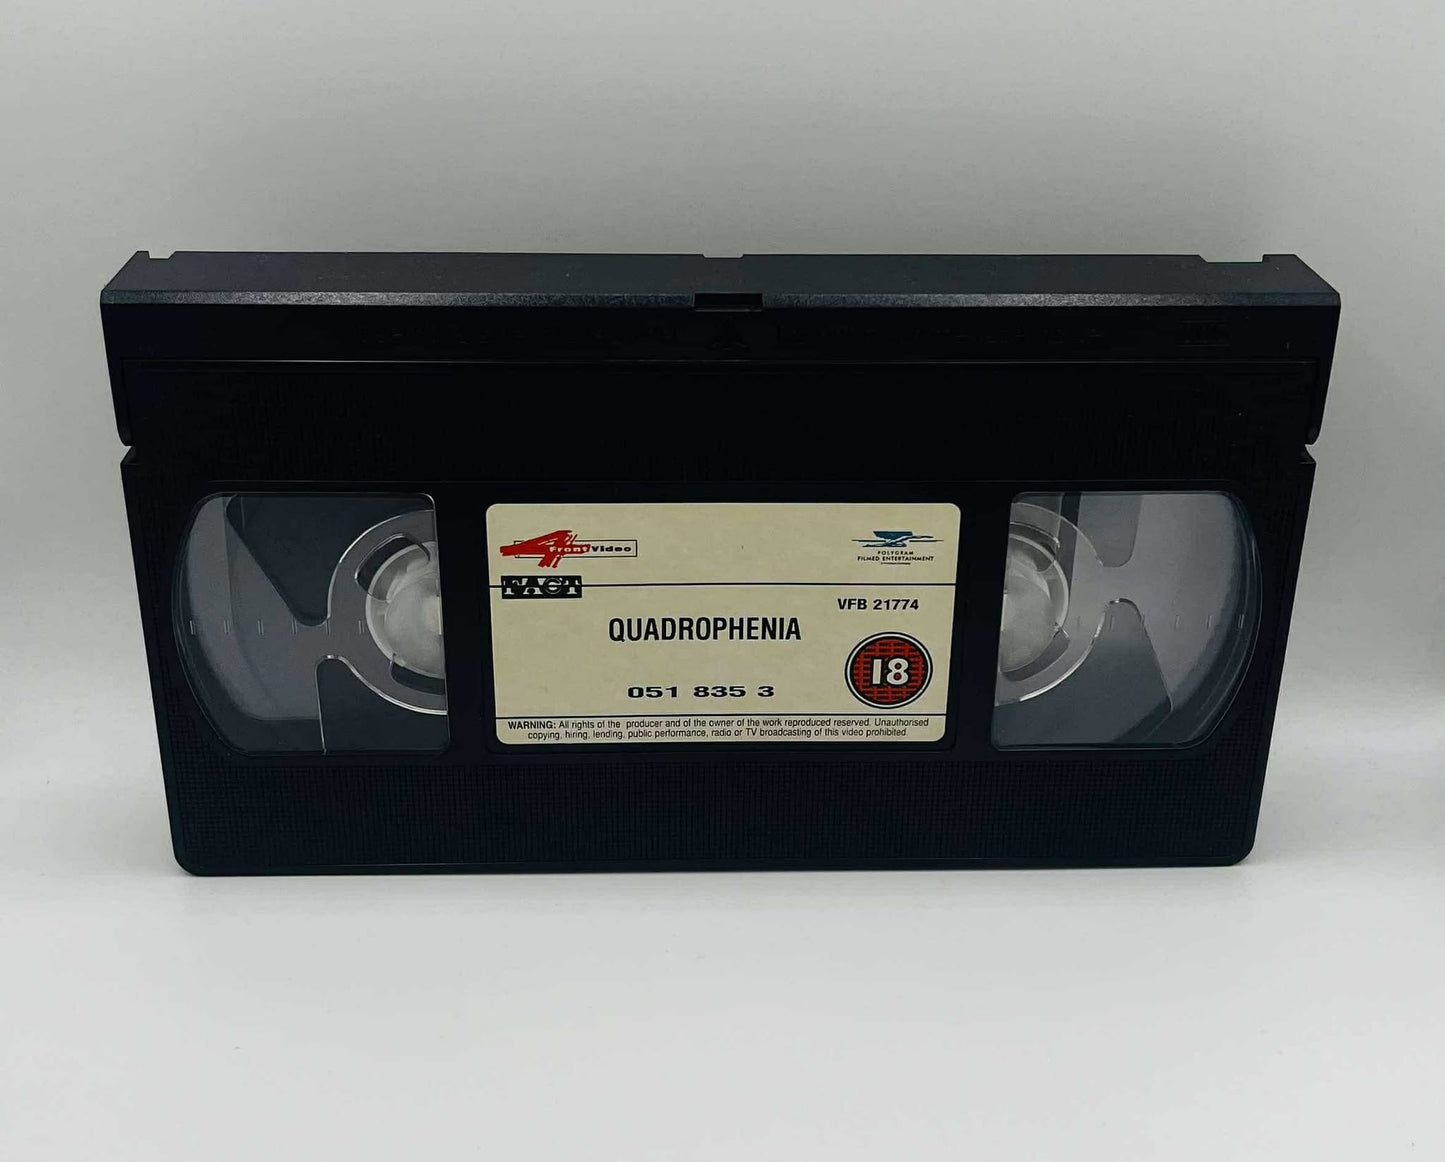 4Front Video
POLYGRAM
FILMED ENTERTAINMENT
FACT
VFB 21774
QUADROPHENIA
18
051 835 3
WARNING: All rights of the producer and of the owner of the work reproduced reserved. Unauthorised
copying, hiring, lending, public performance, radio or TV broadcasting of this video prohibited.